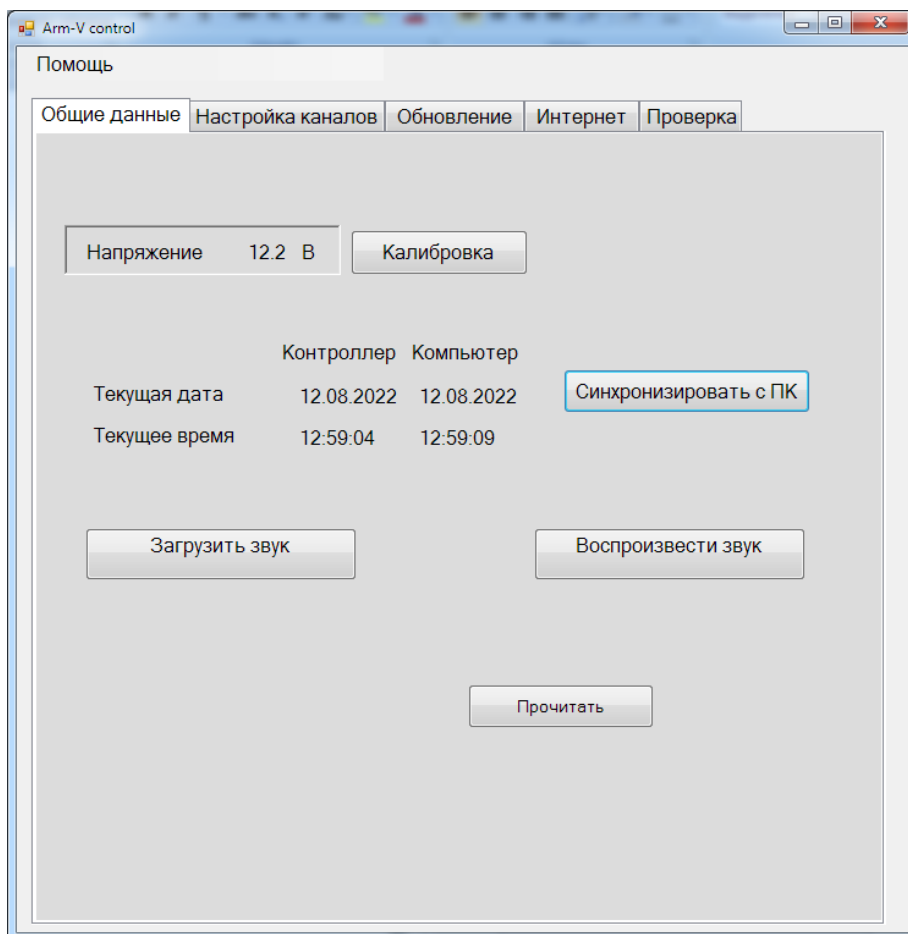 Arm-V control
Помощь
Общие данные Настройка каналов Обновление Интернет Проверка
Напряжение 12.2 В Калибровка
Контроллер Компьютер
Текущая дата 12.08.2022 12.08.2022 Синхронизировать с ПК
Текущее время 12:59:04 12:59:09
Загрузить звук Воспроизвести звук
Прочитать